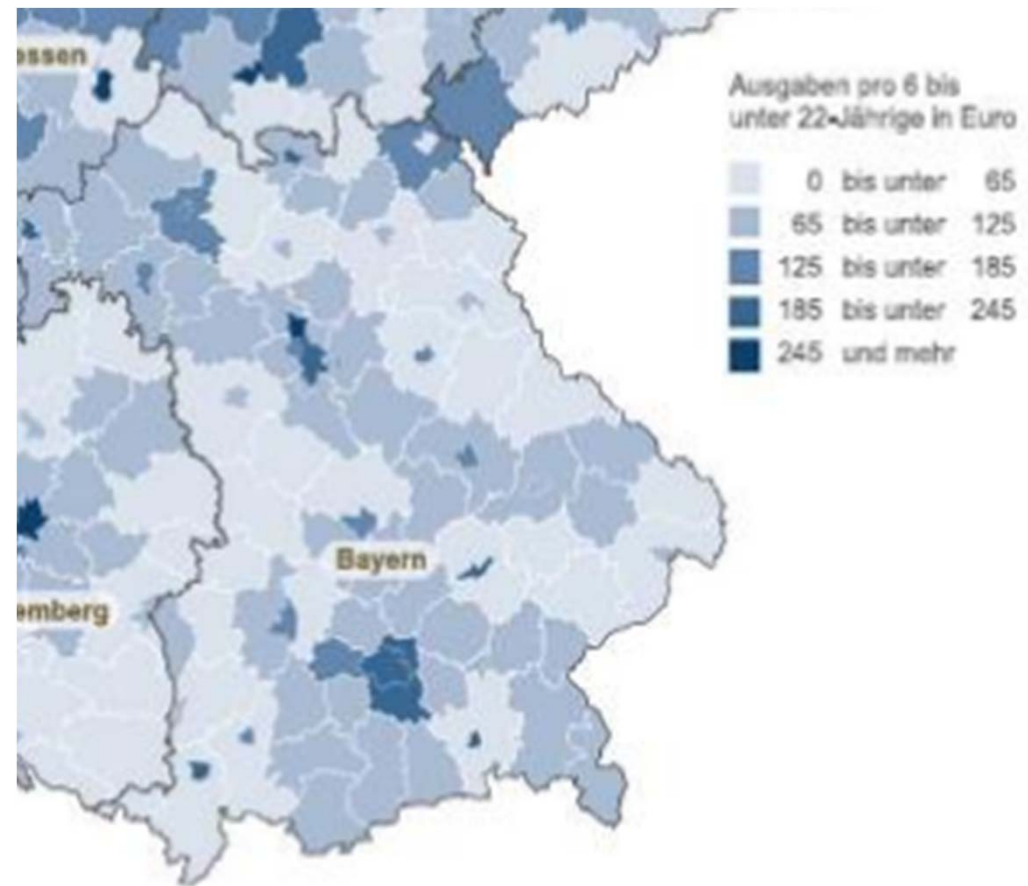 essen
Ausgaben pro 6 bis
unter 22-Jährige in Euro
0 bis unter 65
65 bis unter 125
125 bis unter 185
185 bis unter 245
245 und mehr
Bayern
emberg